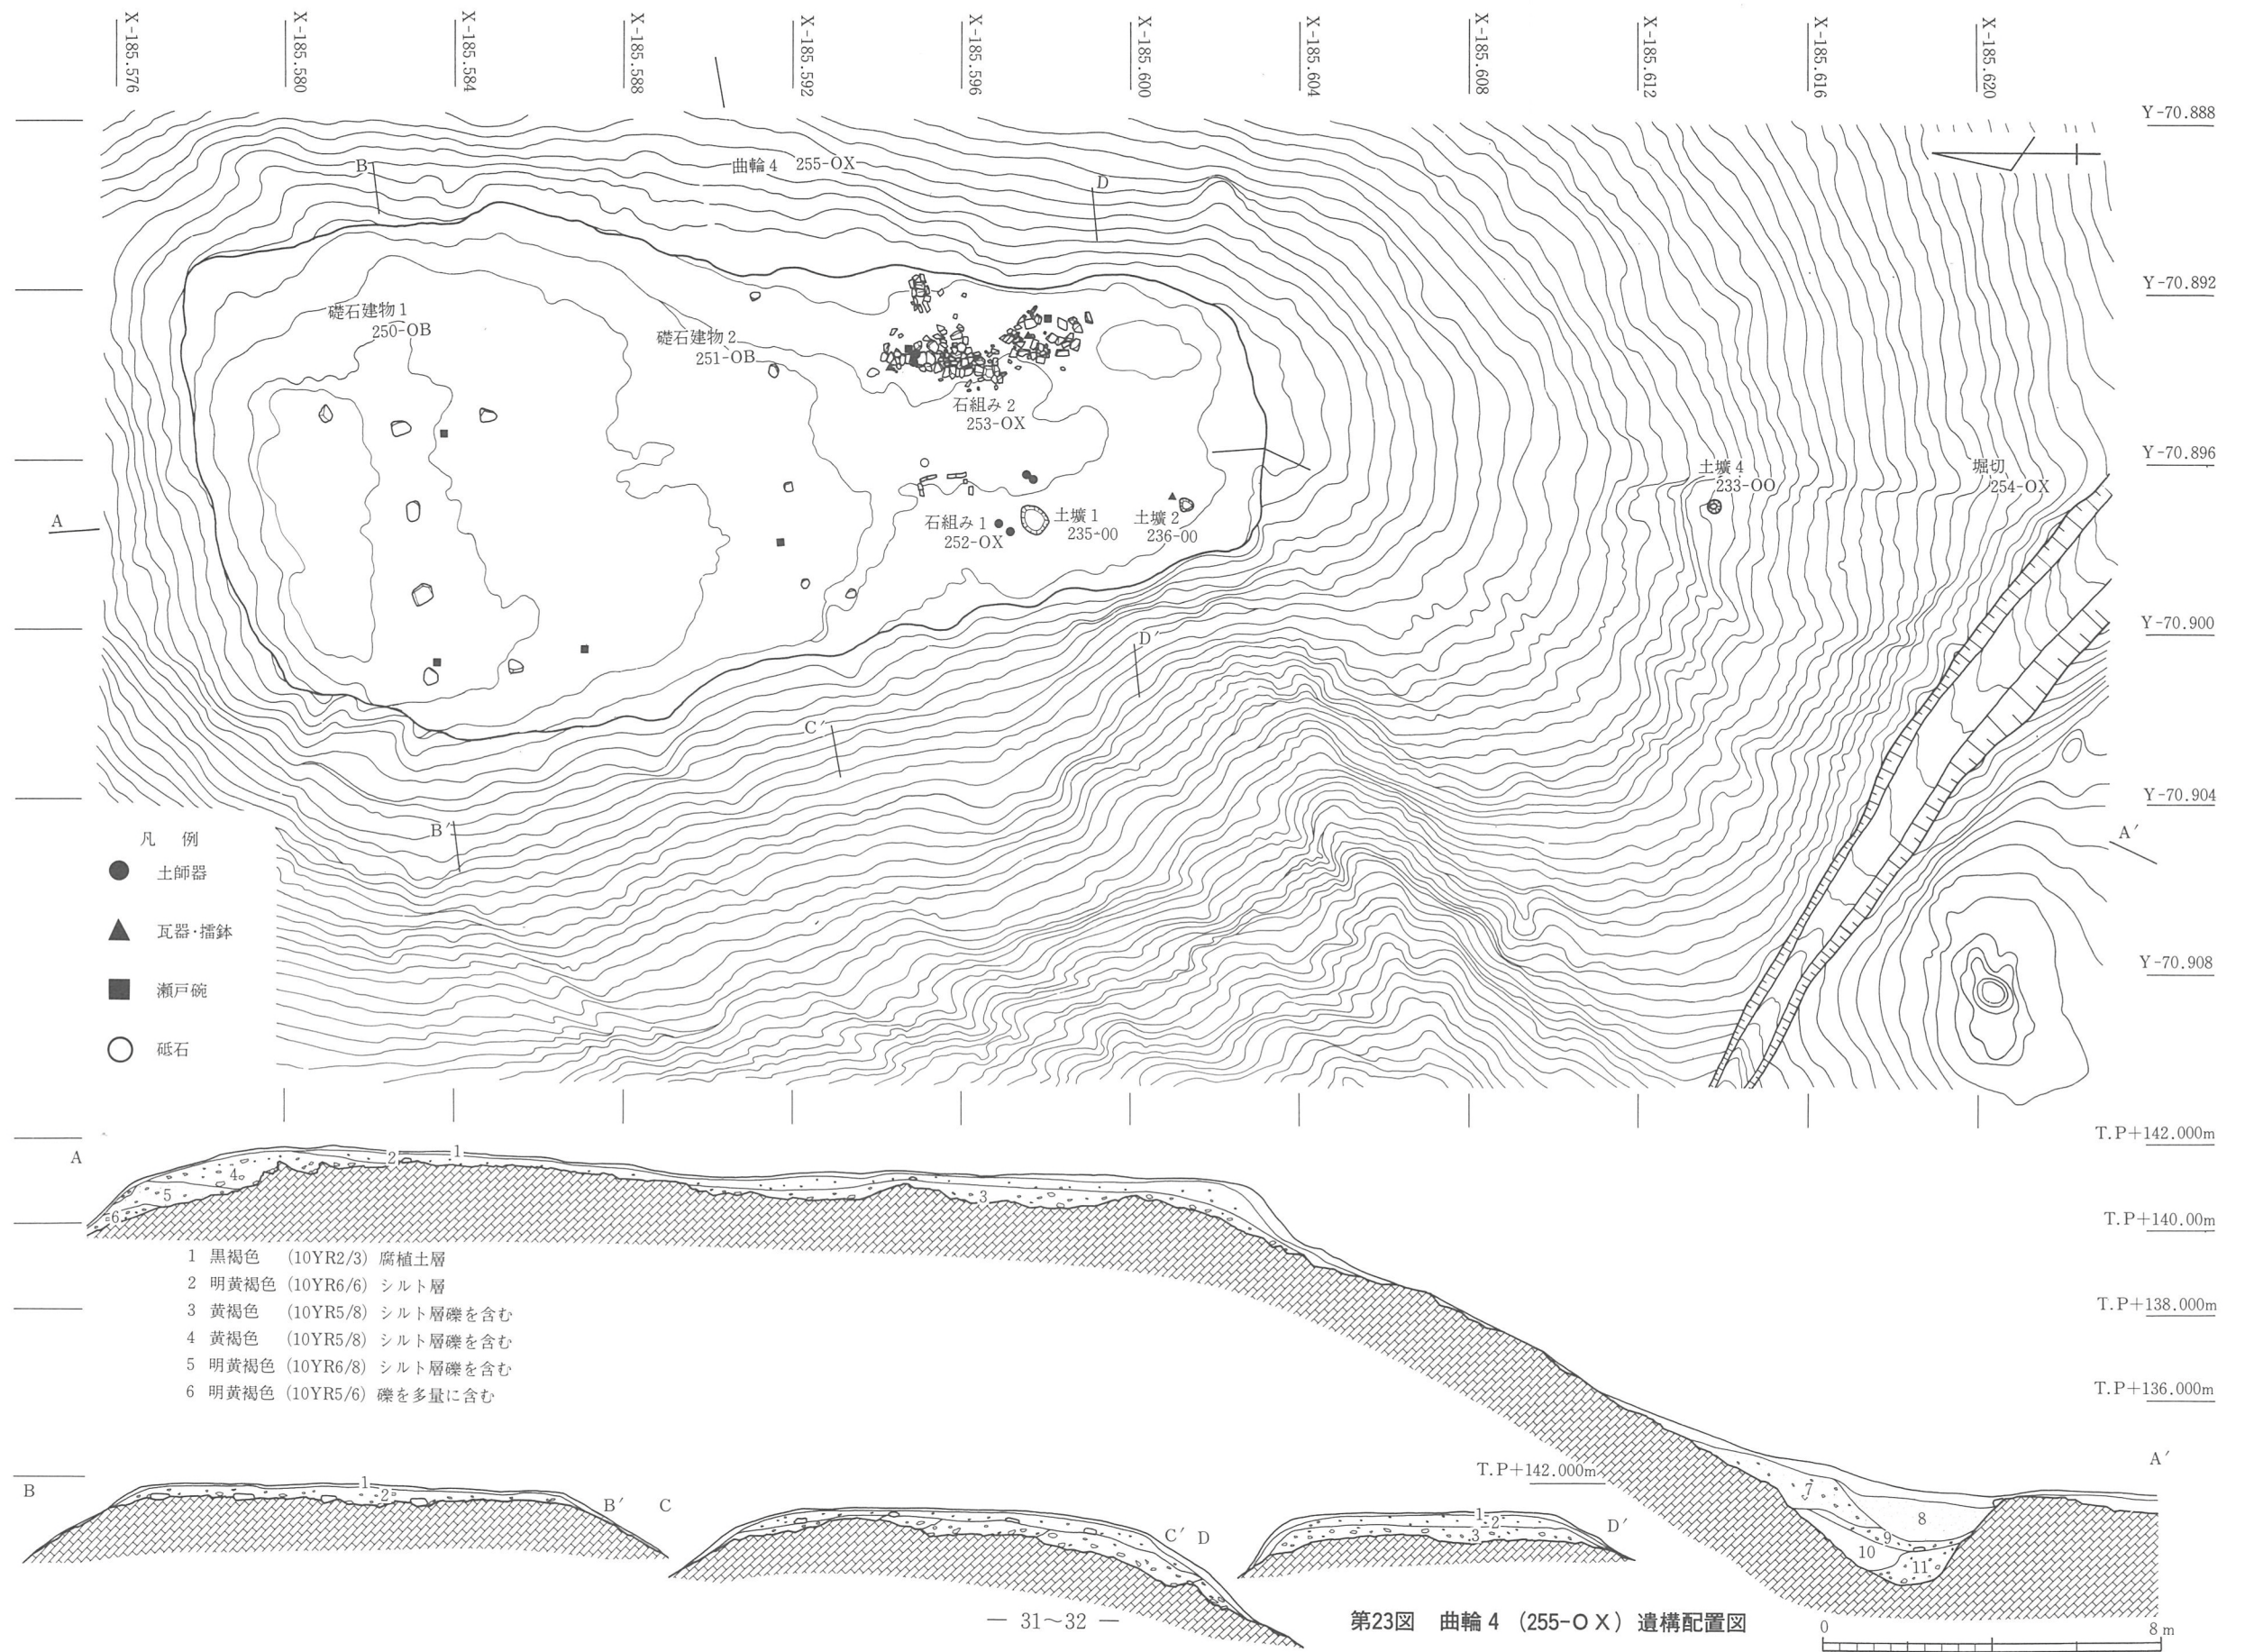 X-185.576
X-185.580
X-185.584
X-185.588
X-185.592
X-185.596
X-185.600
X-185.604
X-185.608
X-185.612
X-185.616
X-185.620
Y-70.888
Y-70.892
Y-70.896
Y-70.900
Y-70.904
Y-70.908
曲輪4 255-OX
B
D
礎石建物1
250-OB
礎石建物2
251-OB
石組み2
253-OX
土壙4
233-OO
堀切
254-OX
A
石組み1
252-OX
土壙1
235-00
土壙2
236-00
D′
C′
B′
A′
凡 例
土師器
瓦器·擂鉢
瀬戸碗
砥石
T.P+142.000m
T.P+140.00m
T.P+138.000m
T.P+136.000m
A
1
2
3
4
5
6
1 黒褐色 (10YR2/3) 腐植土層
2 明黄褐色 (10YR6/6) シルト層
3 黄褐色 (10YR5/8) シルト層礫を含む
4 黄褐色 (10YR5/8) シルト層礫を含む
5 明黄褐色 (10YR6/8) シルト層礫を含む
6 明黄褐色 (10YR5/6) 礫を多量に含む
A′
7
8
9
10
11
T.P+142.000m
B
1
2
B′
C
C′
D
1
2
3
D′
— 31～32 —
第23図 曲輪4 (255-OX) 遺構配置図
0
8m